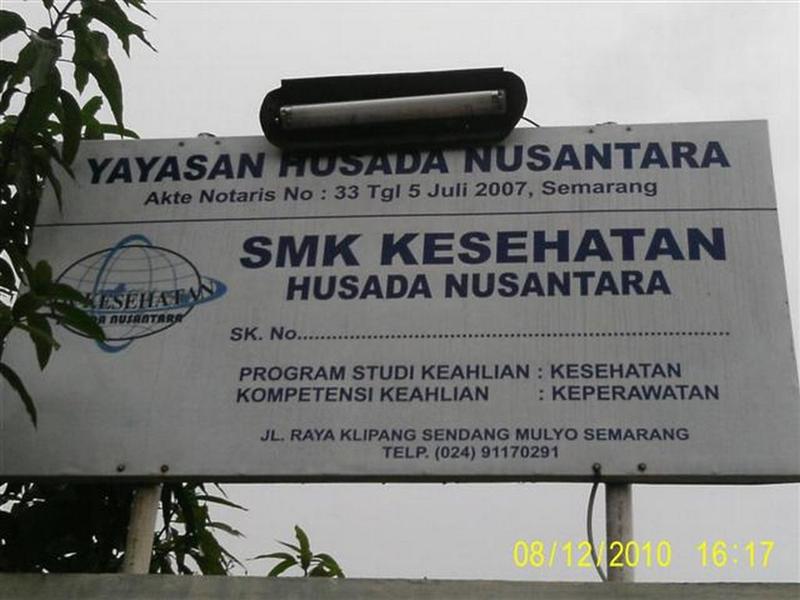 YAYASAN HUSADA NUSANTARA
Akte Notaris No : 33 Tgl 5 Juli 2007, Semarang
SMK KESEHATAN
HUSADA NUSANTARA
KESEHATAN
NUSANTARA
SK. No...............................................................................
PROGRAM STUDI KEAHLIAN : KESEHATAN
KOMPETENSI KEAHLIAN : KEPERAWATAN
JL. RAYA KLIPANG SENDANG MULYO SEMARANG
TELP. (024) 91170291
08/12/2010 16:17